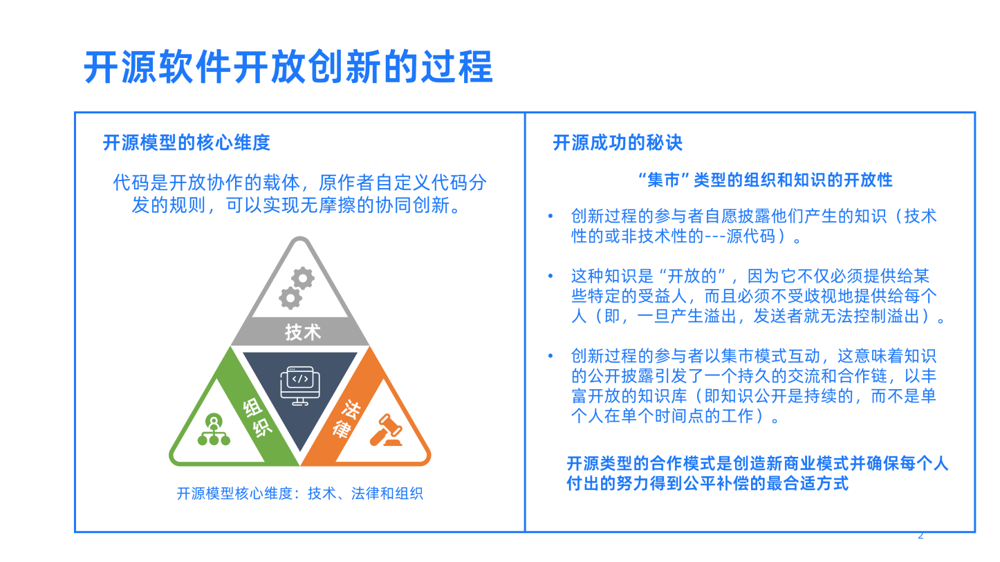 开源软件开放创新的过程
开源模型的核心维度
代码是开放协作的载体，原作者自定义代码分
发的规则，可以实现无摩擦的协同创新。
技术
</>
组
织
法
律
开源模型核心维度：技术、法律和组织
开源成功的秘诀
“集市”类型的组织和知识的开放性
• 创新过程的参与者自愿披露他们产生的知识（技术
性的或非技术性的---源代码）。
• 这种知识是“开放的”，因为它不仅必须提供给某
些特定的受益人，而且必须不受歧视地提供给每个
人（即，一旦产生溢出，发送者就无法控制溢出）。
• 创新过程的参与者以集市模式互动，这意味着知识
的公开披露引发了一个持久的交流和合作链，以丰
富开放的知识库（即知识公开是持续的，而不是单
个人在单个时间点的工作）。
开源类型的合作模式是创造新商业模式并确保每个人
付出的努力得到公平补偿的最合适方式
2